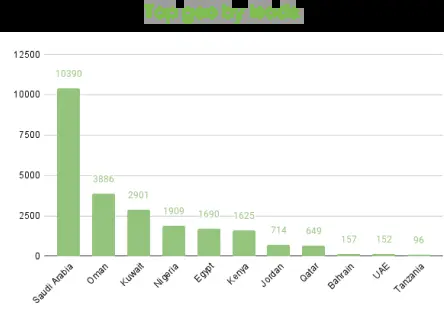 Top geo by leads
12500
10000
7500
5000
2500
0
10390
3886
2901
1909
1690
1625
714
649
157
152
96
Saudi Arabia
Oman
Kuwait
Nigeria
Egypt
Kenya
Jordan
Qatar
Bahrain
UAE
Tanzania